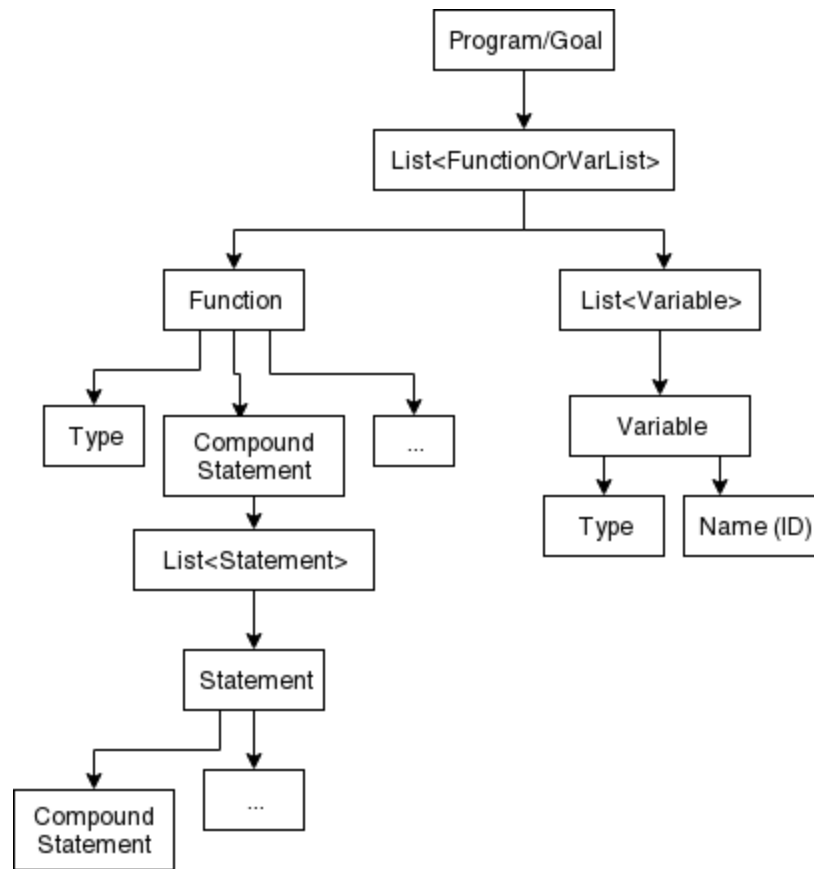 Program/Goal
List<FunctionOrVarList>
Function
List<Variable>
Type
Compound
Statement
...
Variable
List<Statement>
Type
Name (ID)
Statement
Compound
Statement
...